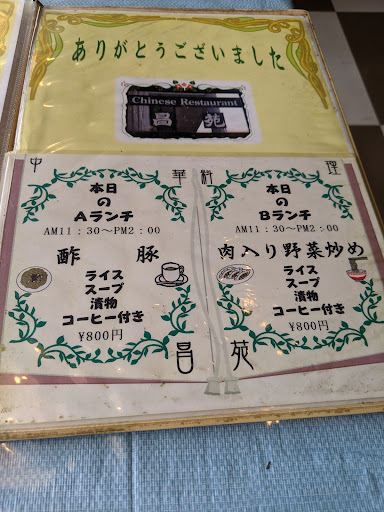 ありがとうございました
Chinese Restaurant
昌苑
中華料理
本日
の
Aランチ
AM11：30〜PM2：00
酢豚
ライス
スープ
漬物
コーヒー付き
¥800円
本日
の
Bランチ
AM11：30〜PM2：00
肉入り野菜炒め
ライス
スープ
漬物
コーヒー付き
¥800円
昌苑